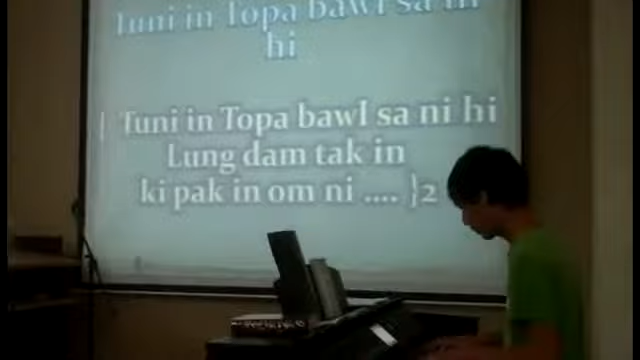 Tuni in Topa bawl sa ni
hi
{ Tuni in Topa bawl sa ni hi
Lung dam tak in
ki pak in om ni .... }2